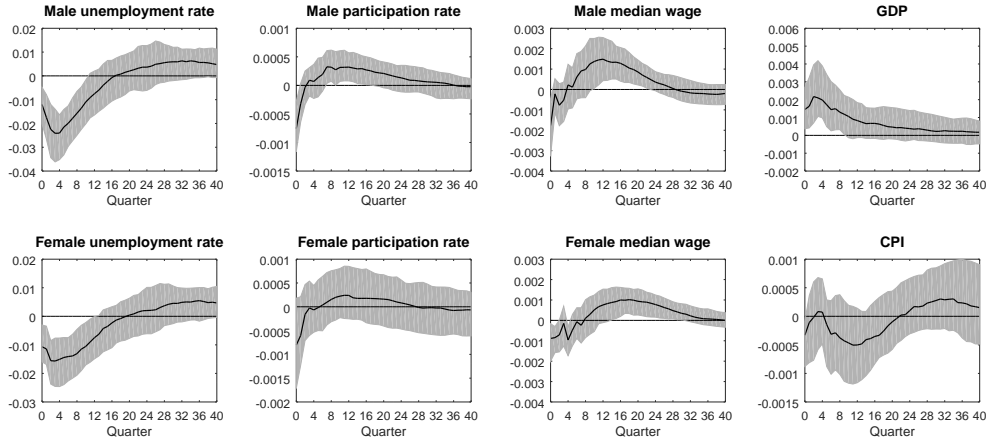 Male unemployment rate
0.02
0.01
0
-0.01
-0.02
-0.03
-0.04
0 4 8 12 16 20 24 28 32 36 40
Quarter
Male participation rate
0.001
0.0005
0
-0.0005
-0.001
-0.0015
0 4 8 12 16 20 24 28 32 36 40
Quarter
Male median wage
0.003
0.002
0.001
0
-0.001
-0.002
-0.003
-0.004
0 4 8 12 16 20 24 28 32 36 40
Quarter
GDP
0.006
0.005
0.004
0.003
0.002
0.001
0
-0.001
-0.002
0 4 8 12 16 20 24 28 32 36 40
Quarter
Female unemployment rate
0.02
0.01
0
-0.01
-0.02
-0.03
0 4 8 12 16 20 24 28 32 36 40
Quarter
Female participation rate
0.001
0.0005
0
-0.0005
-0.001
-0.0015
-0.002
0 4 8 12 16 20 24 28 32 36 40
Quarter
Female median wage
0.003
0.002
0.001
0
-0.001
-0.002
-0.003
-0.004
0 4 8 12 16 20 24 28 32 36 40
Quarter
CPI
0.001
0.0005
0
-0.0005
-0.001
-0.0015
0 4 8 12 16 20 24 28 32 36 40
Quarter